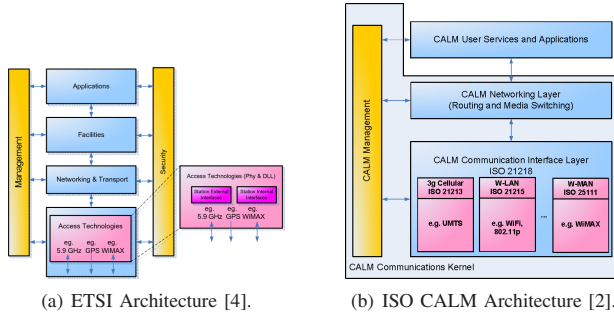 Applications
Facilities
Networking & Transport
Access Technologies
eg. eg. eg.
5.9 GHz GPS WiMAX
Management
Security
Access Technologies (Phy & DLL)
Station External Interfaces
Station Internal Interfaces
eg. eg. eg.
5.9 GHz GPS WiMAX
(a) ETSI Architecture [4].
CALM User Services and Applications
CALM Networking Layer
(Routing and Media Switching)
CALM Management
CALM Communication Interface Layer
ISO 21218
3g Cellular
ISO 21213
e.g. UMTS
W-LAN
ISO 21215
e.g. WiFi,
802.11p
...
W-MAN
ISO 25111
e.g. WiMAX
CALM Communications Kernel
(b) ISO CALM Architecture [2].